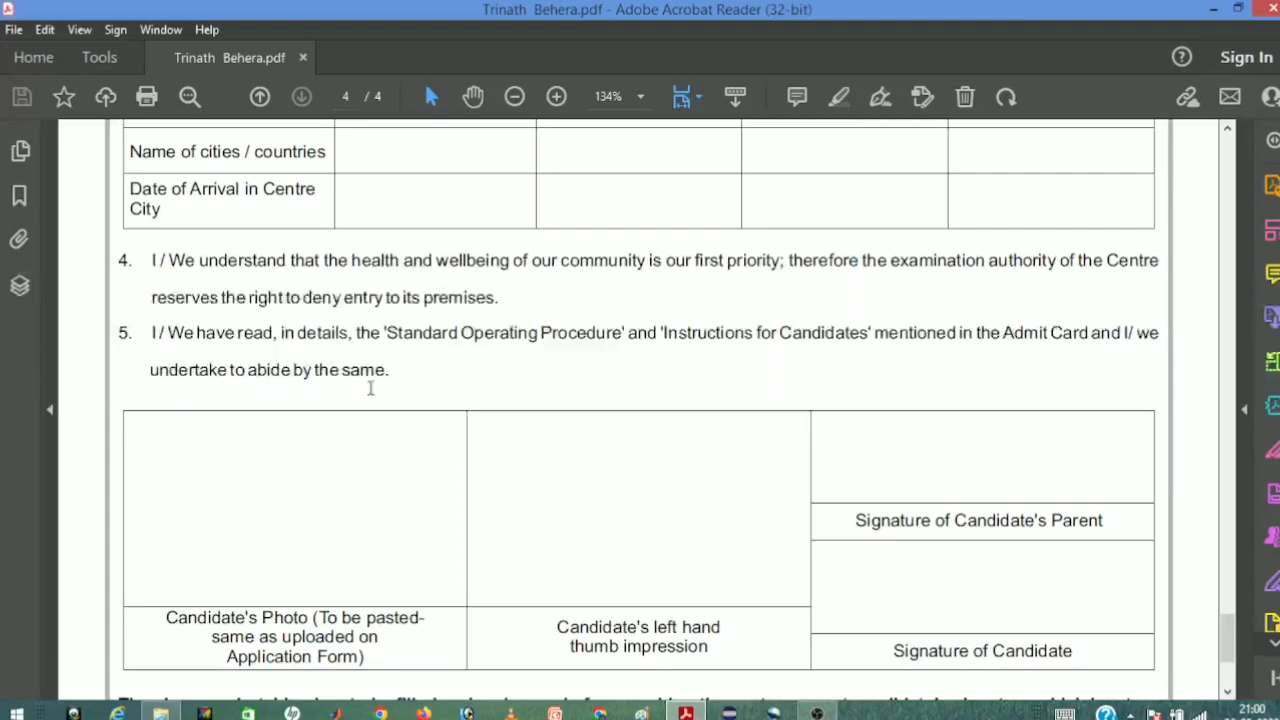 Trinath Behera.pdf - Adobe Acrobat Reader (32-bit)
File Edit View Sign Window Help
Home Tools Trinath Behera.pdf × Sign In
4 / 4 134%
Name of cities / countries
Date of Arrival in Centre
City
4. I / We understand that the health and wellbeing of our community is our first priority; therefore the examination authority of the Centre
reserves the right to deny entry to its premises.
5. I / We have read, in details, the 'Standard Operating Procedure' and 'Instructions for Candidates' mentioned in the Admit Card and I/ we
undertake to abide by the same.
Signature of Candidate's Parent
Candidate's Photo (To be pasted-
same as uploaded on
Application Form)
Candidate's left hand
thumb impression
Signature of Candidate
21:00